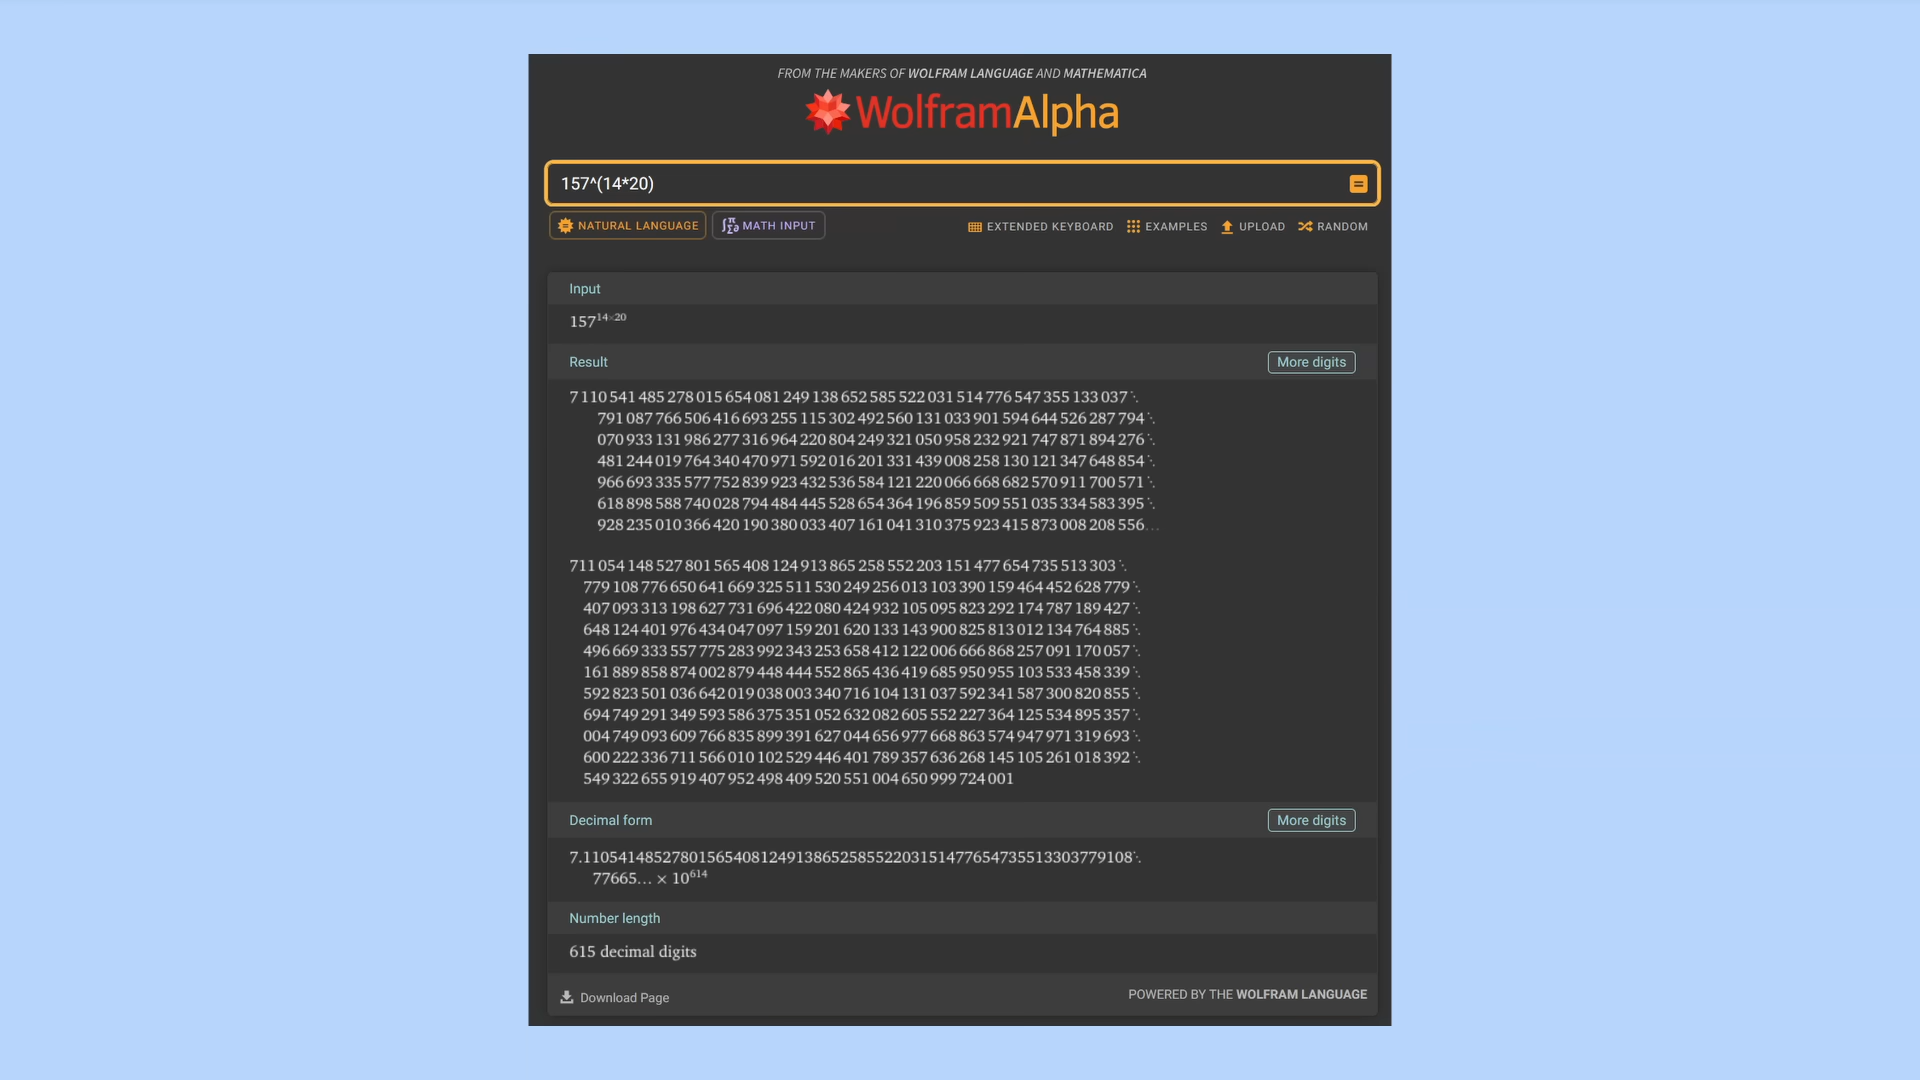 FROM THE MAKERS OF WOLFRAM LANGUAGE AND MATHEMATICA
WolframAlpha
157^(14*20)
=
NATURAL LANGUAGE
MATH INPUT
EXTENDED KEYBOARD
EXAMPLES
UPLOAD
RANDOM
Input
157^14×20
Result
More digits
7 110 541 485 278 015 654 081 249 138 652 585 522 031 514 776 547 355 133 037⋱
791 087 766 506 416 693 255 115 302 492 560 131 033 901 594 644 526 287 794⋱
070 933 131 986 277 316 964 220 804 249 321 050 958 232 921 747 871 894 276⋱
481 244 019 764 340 470 971 592 016 201 331 439 008 258 130 121 347 648 854⋱
966 693 335 577 752 839 923 432 536 584 121 220 066 668 682 570 911 700 571⋱
618 898 588 740 028 794 484 445 528 654 364 196 859 509 551 035 334 583 395⋱
928 235 010 366 420 190 380 033 407 161 041 310 375 923 415 873 008 208 556…
711 054 148 527 801 565 408 124 913 865 258 552 203 151 477 654 735 513 303⋱
779 108 776 650 641 669 325 511 530 249 256 013 103 390 159 464 452 628 779⋱
407 093 313 198 627 731 696 422 080 424 932 105 095 823 292 174 787 189 427⋱
648 124 401 976 434 047 097 159 201 620 133 143 900 825 813 012 134 764 885⋱
496 669 333 557 775 283 992 343 253 658 412 122 006 666 868 257 091 170 057⋱
161 889 858 874 002 879 448 444 552 865 436 419 685 950 955 103 533 458 339⋱
592 823 501 036 642 019 038 003 340 716 104 131 037 592 341 587 300 820 855⋱
694 749 291 349 593 586 375 351 052 632 082 605 552 227 364 125 534 895 357⋱
004 749 093 609 766 835 899 391 627 044 656 977 668 863 574 947 971 319 693⋱
600 222 336 711 566 010 102 529 446 401 789 357 636 268 145 105 261 018 392⋱
549 322 655 919 407 952 498 409 520 551 004 650 999 724 001
Decimal form
More digits
7.1105414852780156540812491386525855220315147765473551330377​9108⋱
77665… × 10^614
Number length
615 decimal digits
Download Page
POWERED BY THE WOLFRAM LANGUAGE